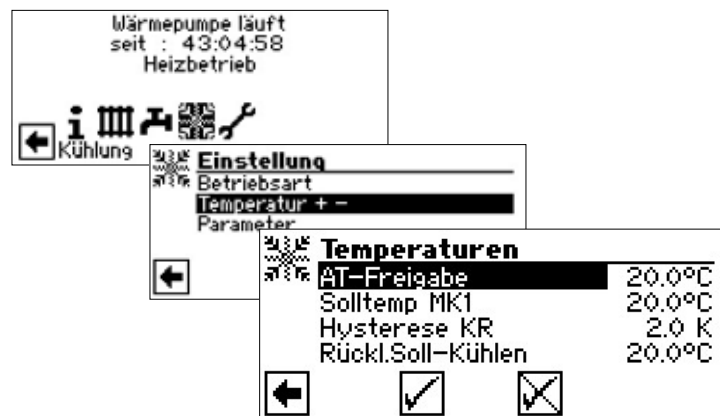 Wärmepumpe läuft
seit : 43:04:58
Heizbetrieb
Kühlung
Einstellung
Betriebsart
Temperatur + -
Parameter
Temperaturen
AT-Freigabe 20.0°C
Solltemp MK1 20.0°C
Hysterese KR 2.0 K
Rückl.Soll-Kühlen 20.0°C